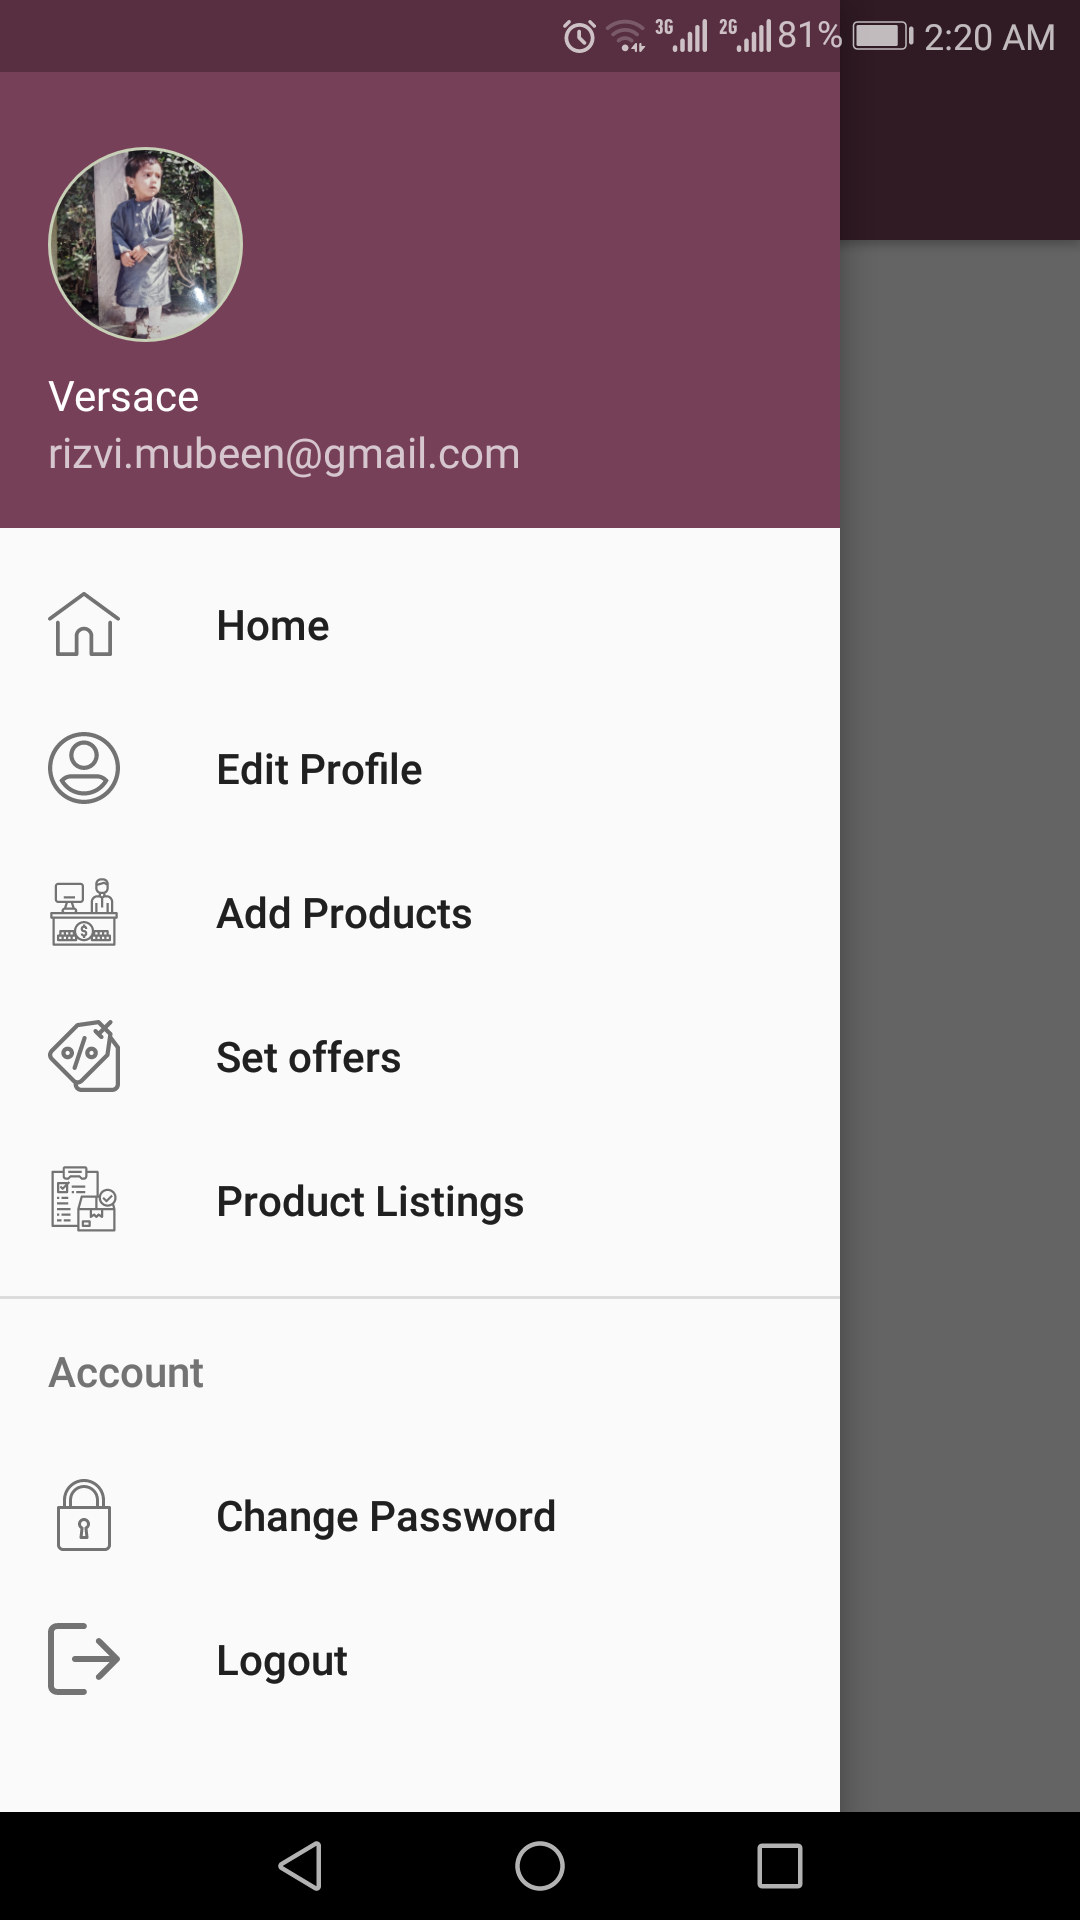 3G 2G 81% 2:20 AM
Versace
rizvi.mubeen@gmail.com
Home
Edit Profile
Add Products
Set offers
Product Listings
Account
Change Password
Logout